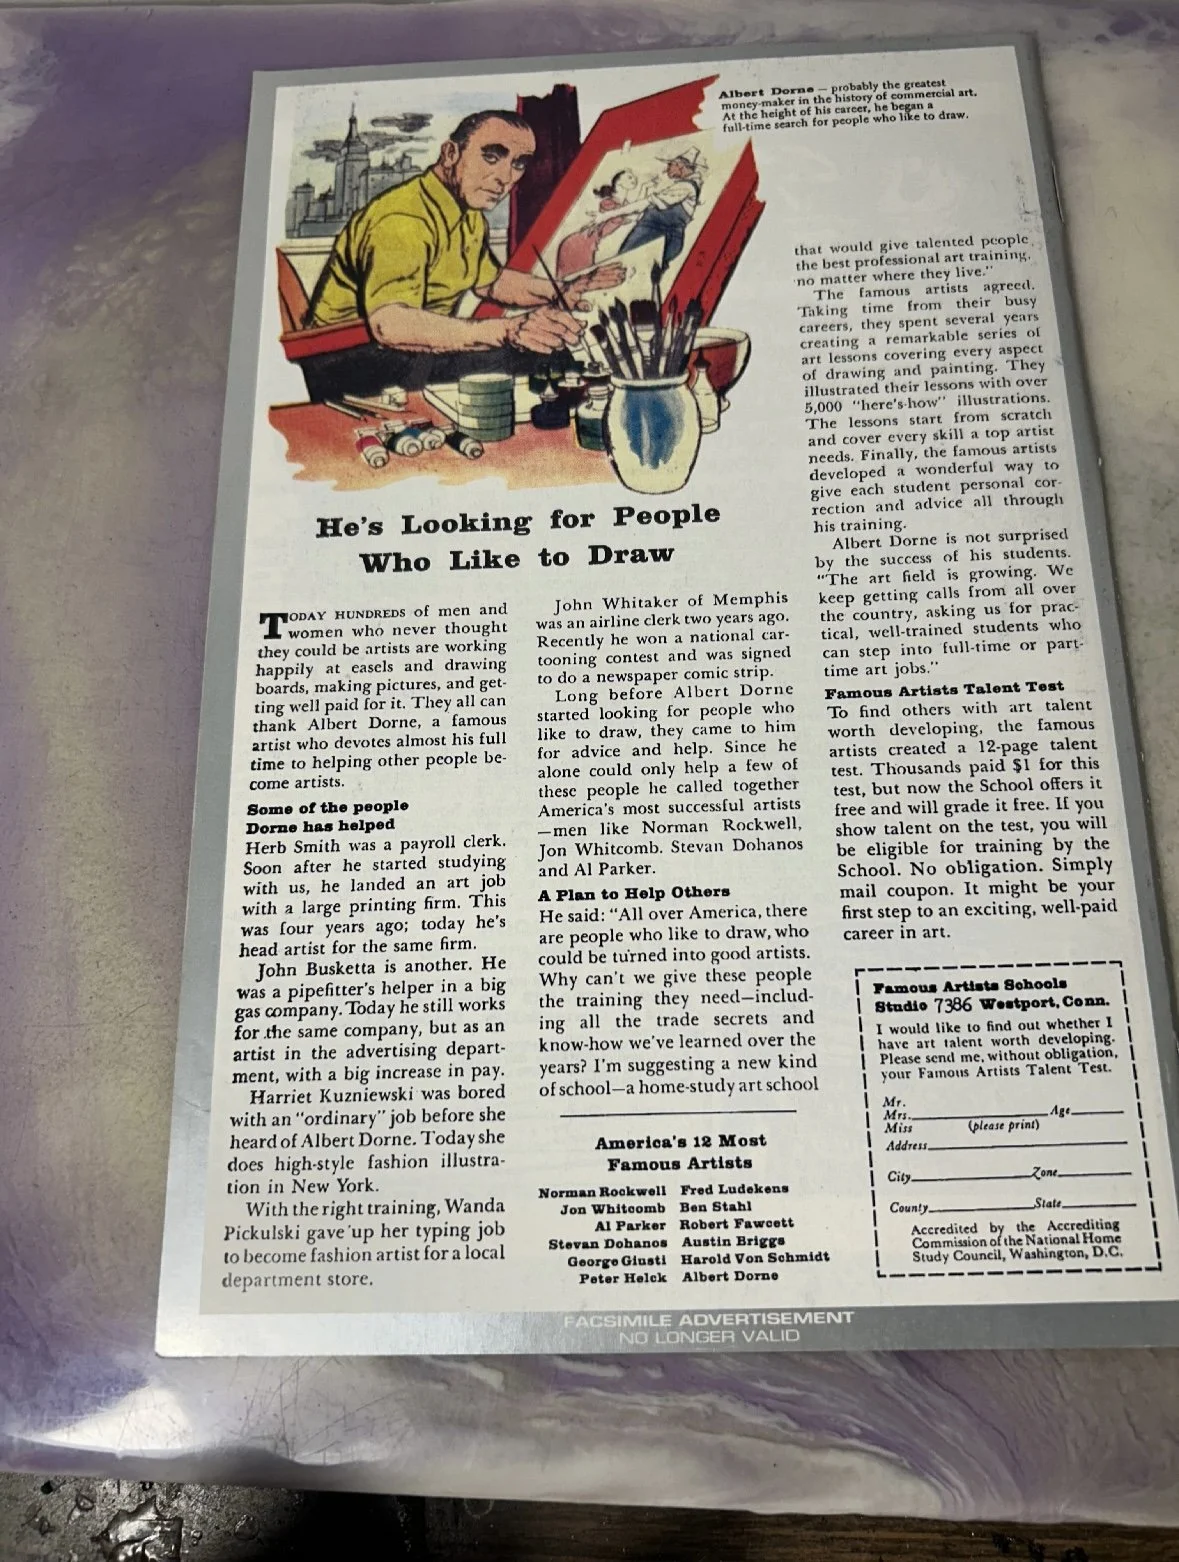 Albert Dorne — probably the greatest
money-maker in the history of commercial art.
At the height of his career, he began a
full-time search for people who like to draw.
He's Looking for People
Who Like to Draw
TODAY HUNDREDS of men and
women who never thought
they could be artists are working
happily at easels and drawing
boards, making pictures, and get-
ting well paid for it. They all can
thank Albert Dorne, a famous
artist who devotes almost his full
time to helping other people be-
come artists.
Some of the people
Dorne has helped
Herb Smith was a payroll clerk.
Soon after he started studying
with us, he landed an art job
with a large printing firm. This
was four years ago; today he's
head artist for the same firm.
John Busketta is another. He
was a pipefitter's helper in a big
gas company. Today he still works
for the same company, but as an
artist in the advertising depart-
ment, with a big increase in pay.
Harriet Kuzniewski was bored
with an "ordinary" job before she
heard of Albert Dorne. Today she
does high-style fashion illustra-
tion in New York.
With the right training, Wanda
Pickulski gave up her typing job
to become fashion artist for a local
department store.
John Whitaker of Memphis
was an airline clerk two years ago.
Recently he won a national car-
tooning contest and was signed
to do a newspaper comic strip.
Long before Albert Dorne
started looking for people who
like to draw, they came to him
for advice and help. Since he
alone could only help a few of
these people he called together
America's most successful artists
—men like Norman Rockwell,
Jon Whitcomb. Stevan Dohanos
and Al Parker.
A Plan to Help Others
He said: "All over America, there
are people who like to draw, who
could be turned into good artists.
Why can't we give these people
the training they need—includ-
ing all the trade secrets and
know-how we've learned over the
years? I'm suggesting a new kind
of school—a home-study art school
America's 12 Most
Famous Artists
Norman Rockwell Fred Ludekens
Jon Whitcomb Ben Stahl
Al Parker Robert Fawcett
Stevan Dohanos Austin Briggs
George Giusti Harold Von Schmidt
Peter Helck Albert Dorne
that would give talented people,
the best professional art training,
no matter where they live."
The famous artists agreed.
Taking time from their busy
careers, they spent several years
creating a remarkable series of
art lessons covering every aspect
of drawing and painting. They
illustrated their lessons with over
5,000 "here's-how" illustrations.
The lessons start from scratch
and cover every skill a top artist
needs. Finally, the famous artists
developed a wonderful way to
give each student personal cor-
rection and advice all through
his training.
Albert Dorne is not surprised
by the success of his students.
"The art field is growing. We
keep getting calls from all over
the country, asking us for prac-
tical, well-trained students who
can step into full-time or part-
time art jobs."
Famous Artists Talent Test
To find others with art talent
worth developing, the famous
artists created a 12-page talent
test. Thousands paid $1 for this
test, but now the School offers it
free and will grade it free. If you
show talent on the test, you will
be eligible for training by the
School. No obligation. Simply
mail coupon. It might be your
first step to an exciting, well-paid
career in art.
Famous Artists Schools
Studio 7386 Westport, Conn.
I would like to find out whether I
have art talent worth developing.
Please send me, without obligation,
your Famous Artists Talent Test.
Mr.
Mrs. Age
Miss (please print)
Address
City Zone
County State
Accredited by the Accrediting
Commission of the National Home
Study Council, Washington, D.C.
FACSIMILE ADVERTISEMENT
NO LONGER VALID